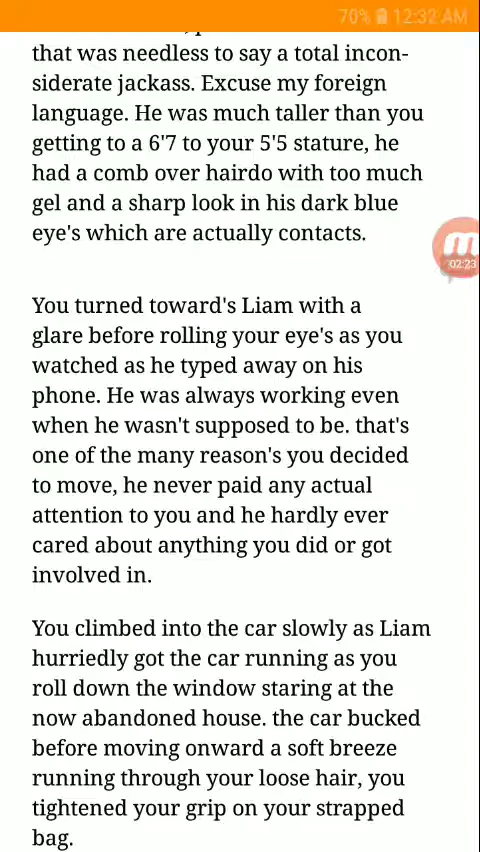 70% 12:32 AM
that was needless to say a total incon-
siderate jackass. Excuse my foreign
language. He was much taller than you
getting to a 6'7 to your 5'5 stature, he
had a comb over hairdo with too much
gel and a sharp look in his dark blue
eye's which are actually contacts.
02:23
You turned toward's Liam with a
glare before rolling your eye's as you
watched as he typed away on his
phone. He was always working even
when he wasn't supposed to be. that's
one of the many reason's you decided
to move, he never paid any actual
attention to you and he hardly ever
cared about anything you did or got
involved in.
You climbed into the car slowly as Liam
hurriedly got the car running as you
roll down the window staring at the
now abandoned house. the car bucked
before moving onward a soft breeze
running through your loose hair, you
tightened your grip on your strapped
bag.